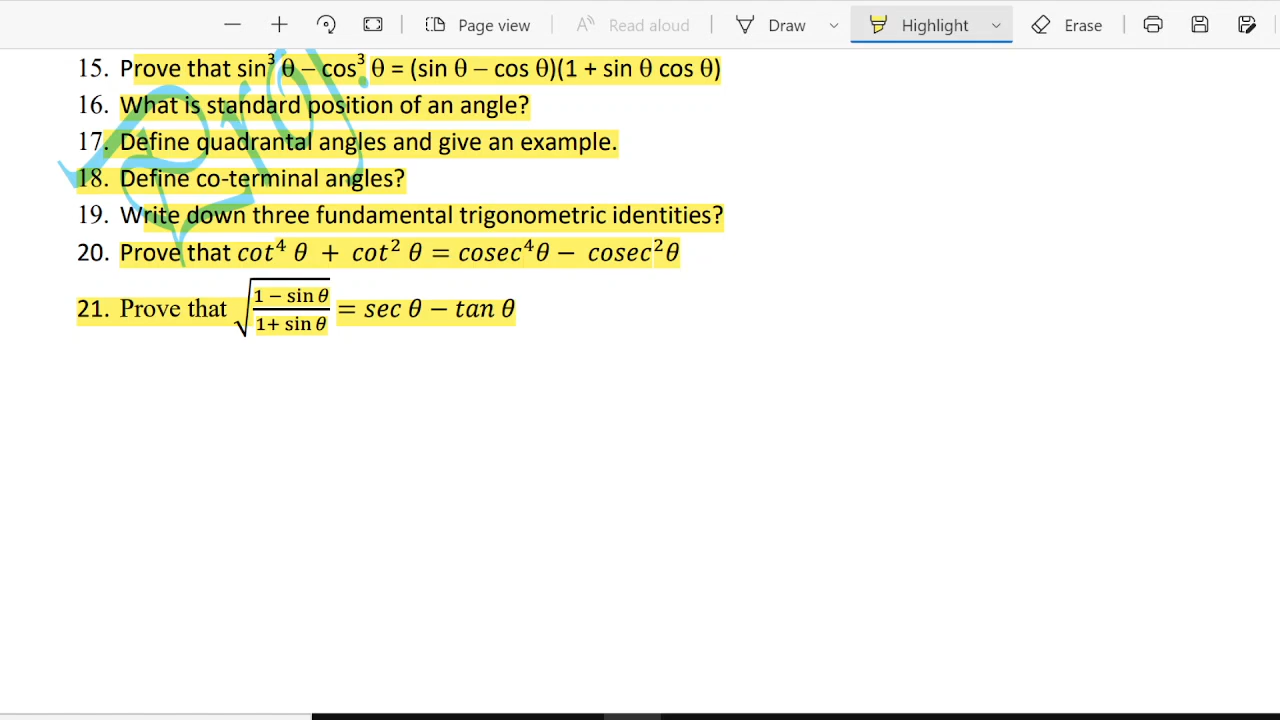 Page view Read aloud Draw Highlight Erase
15. Prove that sin³ θ – cos³ θ = (sin θ – cos θ)(1 + sin θ cos θ)
16. What is standard position of an angle?
17. Define quadrantal angles and give an example.
18. Define co-terminal angles?
19. Write down three fundamental trigonometric identities?
20. Prove that cot⁴ θ + cot² θ = cosec⁴θ − cosec²θ
21. Prove that √((1 − sin θ)/(1+ sin θ)) = sec θ − tan θ
Prof.